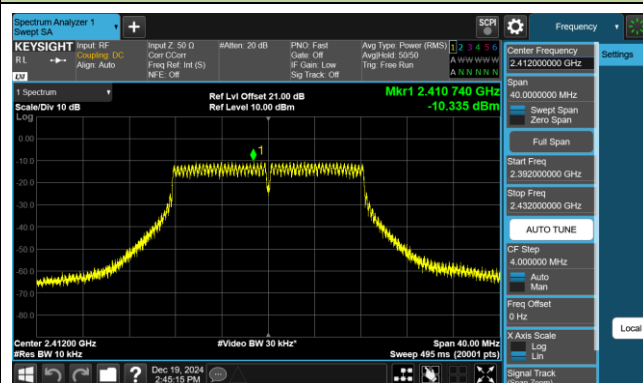 Spectrum Analyzer 1
Swept SA
SCPI
Frequency
KEYSIGHT
RL
LV
Input: RF
Coupling: DC
Align: Auto
Input Z: 50 Ω
Corr CCorr
Freq Ref: Int (S)
NFE: Off
#Atten: 20 dB
PNO: Fast
Gate: Off
IF Gain: Low
Sig Track: Off
Avg Type: Power (RMS)
Avg|Hold: 50/50
Trig: Free Run
1 2 3 4 5 6
A W W W W W
A N N N N N
1 Spectrum
Scale/Div 10 dB
Log
Ref Lvl Offset 21.00 dB
Ref Level 10.00 dBm
Mkr1 2.410 740 GHz
-10.335 dBm
0.00
-10.0
-20.0
-30.0
-40.0
-50.0
-60.0
-70.0
-80.0
1
Center 2.41200 GHz
#Res BW 10 kHz
#Video BW 30 kHz*
Span 40.00 MHz
Sweep 495 ms (20001 pts)
Dec 19, 2024
2:45:15 PM
Center Frequency
2.412000000 GHz
Settings
Span
40.0000000 MHz
Swept Span
Zero Span
Full Span
Start Freq
2.392000000 GHz
Stop Freq
2.432000000 GHz
AUTO TUNE
CF Step
4.000000 MHz
Auto
Man
Freq Offset
0 Hz
X Axis Scale
Log
Lin
Local
Signal Track
(Span Zoom)